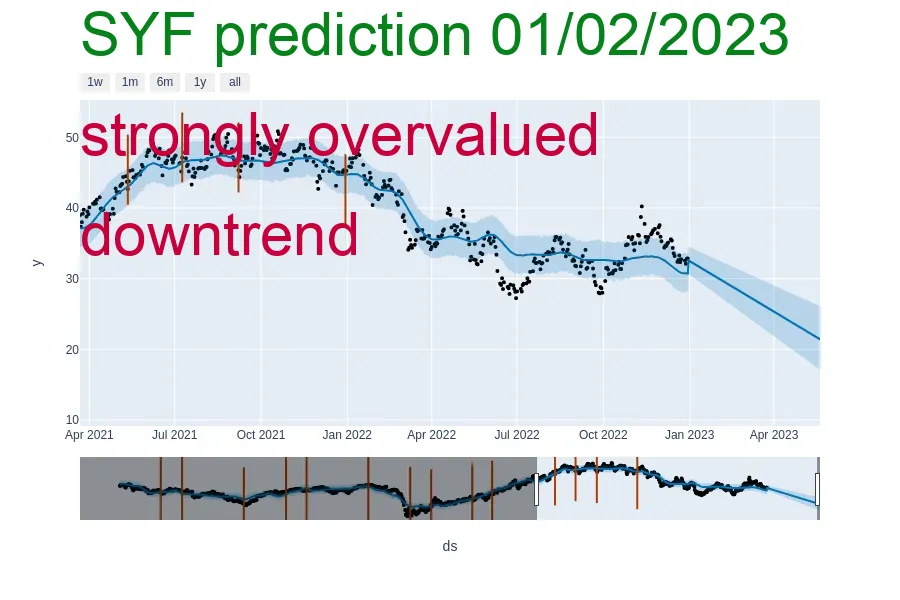 SYF prediction 01/02/2023
1w 1m 6m 1y all
strongly overvalued
downtrend
50
40
30
20
10
y
Apr 2021 Jul 2021 Oct 2021 Jan 2022 Apr 2022 Jul 2022 Oct 2022 Jan 2023 Apr 2023
ds